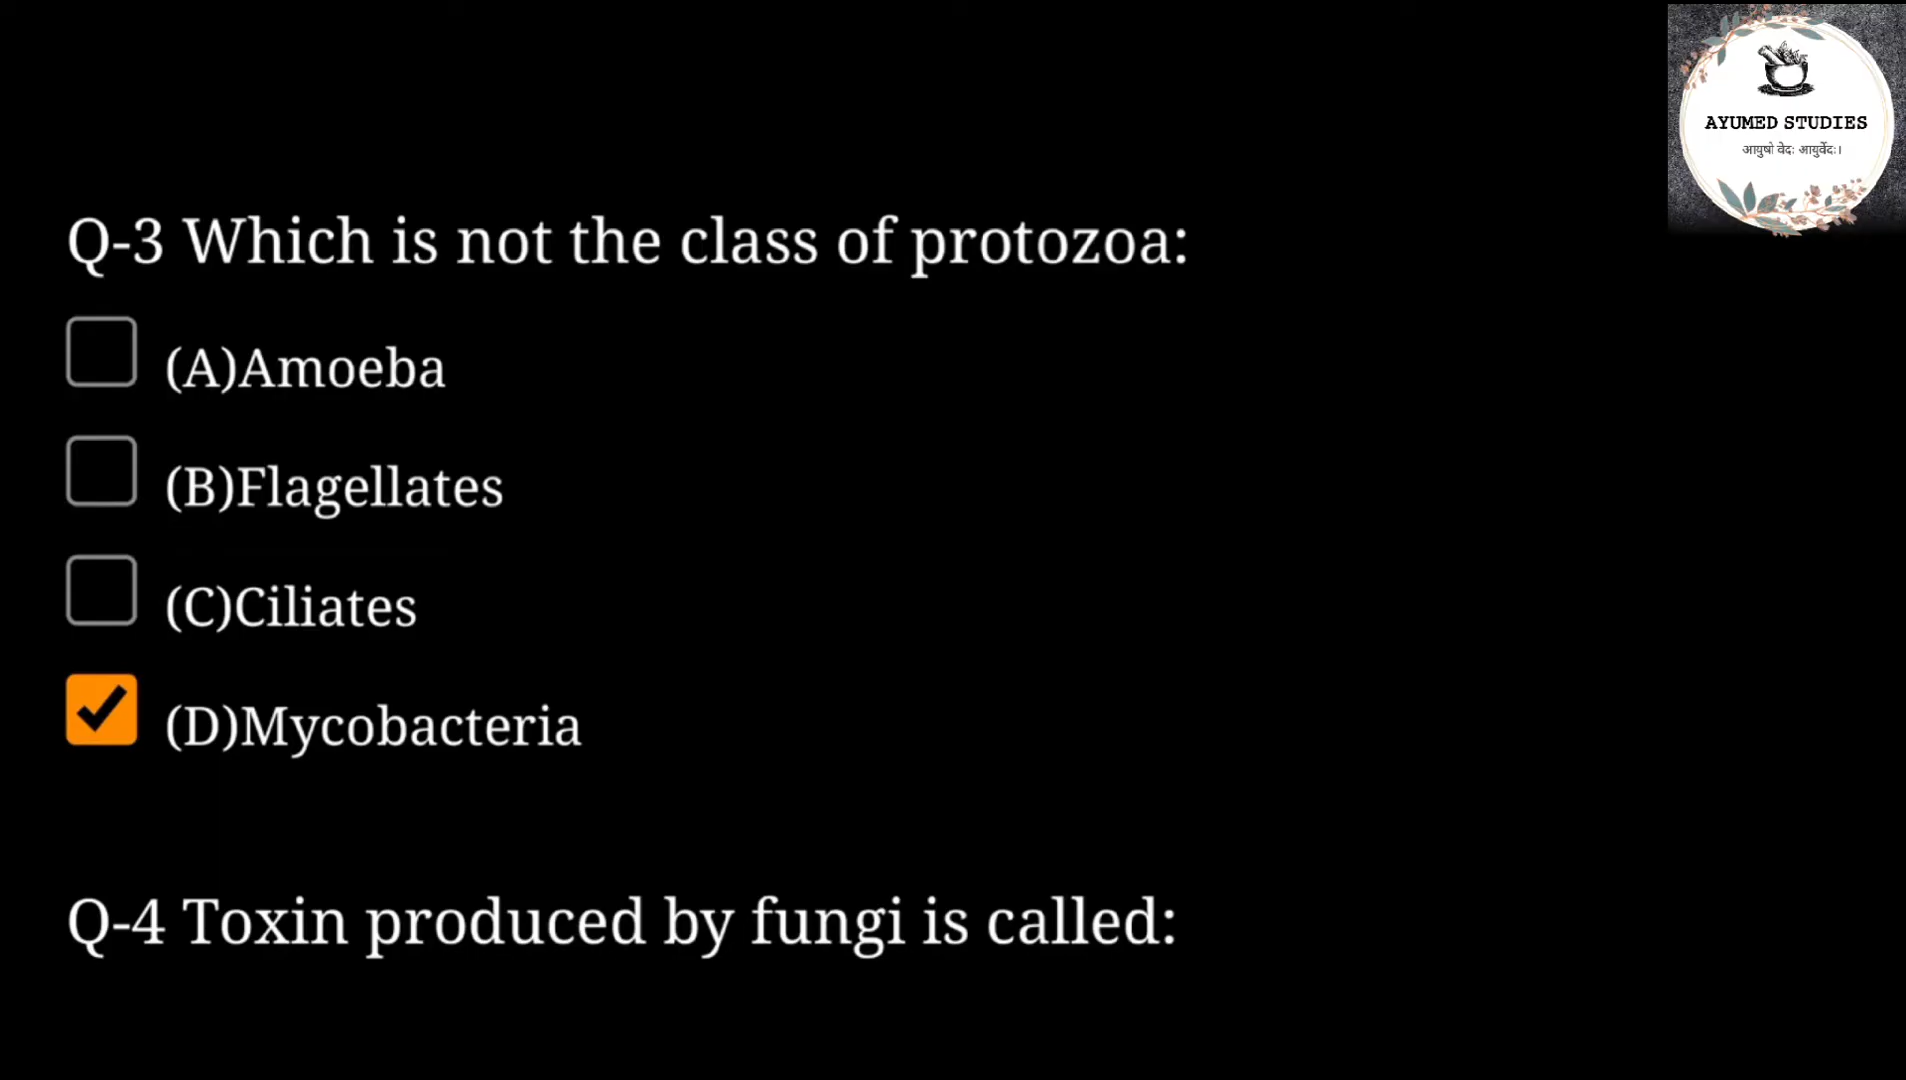 AYUMED STUDIES
आयुषो वेदः आयुर्वेदः।
Q-3 Which is not the class of protozoa:
(A)Amoeba
(B)Flagellates
(C)Ciliates
(D)Mycobacteria
Q-4 Toxin produced by fungi is called: